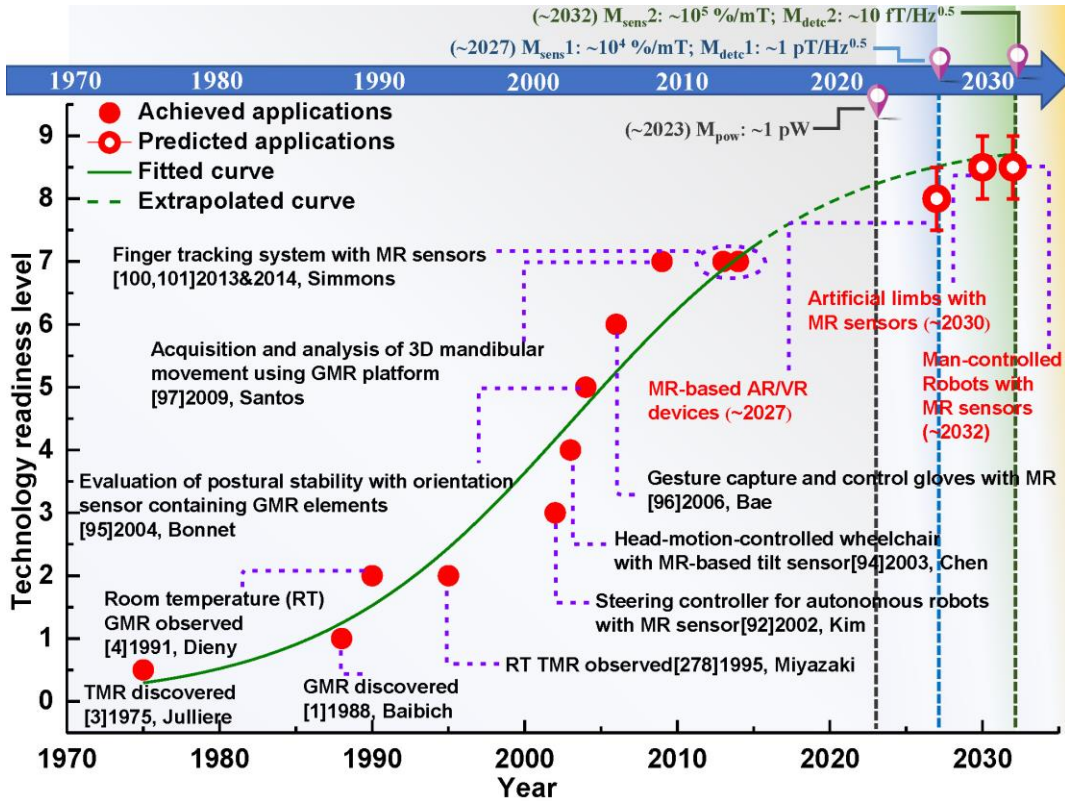 (~2032) Msens2: ~10⁵ %/mT; Mdetc2: ~10 fT/Hz⁰·⁵
(~2027) Msens1: ~10⁴ %/mT; Mdetc1: ~1 pT/Hz⁰·⁵
1970 1980 1990 2000 2010 2020 2030
1970 1980 1990 2000 2010 2020 2030
(~2023) Mpow: ~1 pW
Achieved applications
Predicted applications
Fitted curve
Extrapolated curve
Technology readiness level
9
8
7
6
5
4
3
2
1
0
Finger tracking system with MR sensors
[100,101]2013&2014, Simmons
Acquisition and analysis of 3D mandibular
movement using GMR platform
[97]2009, Santos
Evaluation of postural stability with orientation
sensor containing GMR elements
[95]2004, Bonnet
Room temperature (RT)
GMR observed
[4]1991, Dieny
TMR discovered
[3]1975, Julliere
GMR discovered
[1]1988, Baibich
Artificial limbs with
MR sensors (~2030)
MR-based AR/VR
devices (~2027)
Man-controlled
Robots with
MR sensors
(~2032)
Gesture capture and control gloves with MR
[96]2006, Bae
Head-motion-controlled wheelchair
with MR-based tilt sensor[94]2003, Chen
Steering controller for autonomous robots
with MR sensor[92]2002, Kim
RT TMR observed[278]1995, Miyazaki
1970 1980 1990 2000 2010 2020 2030
Year